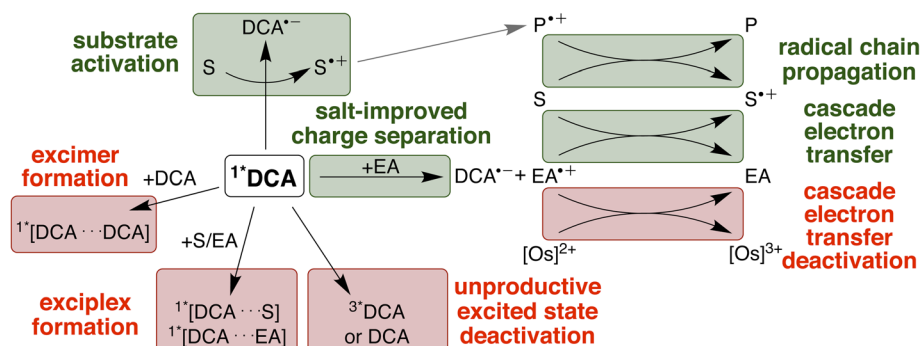 substrate
activation
DCA•−
S
S•+
P•+
P
radical chain
propagation
S
S•+
salt-improved
charge separation
cascade
electron
transfer
excimer
formation
+DCA
1*DCA
+EA
DCA•− + EA•+
EA
1*[DCA ··· DCA]
cascade
electron
transfer
deactivation
+S/EA
[Os]2+
[Os]3+
exciplex
formation
1*[DCA ··· S]
1*[DCA ··· EA]
3*DCA
or DCA
unproductive
excited state
deactivation